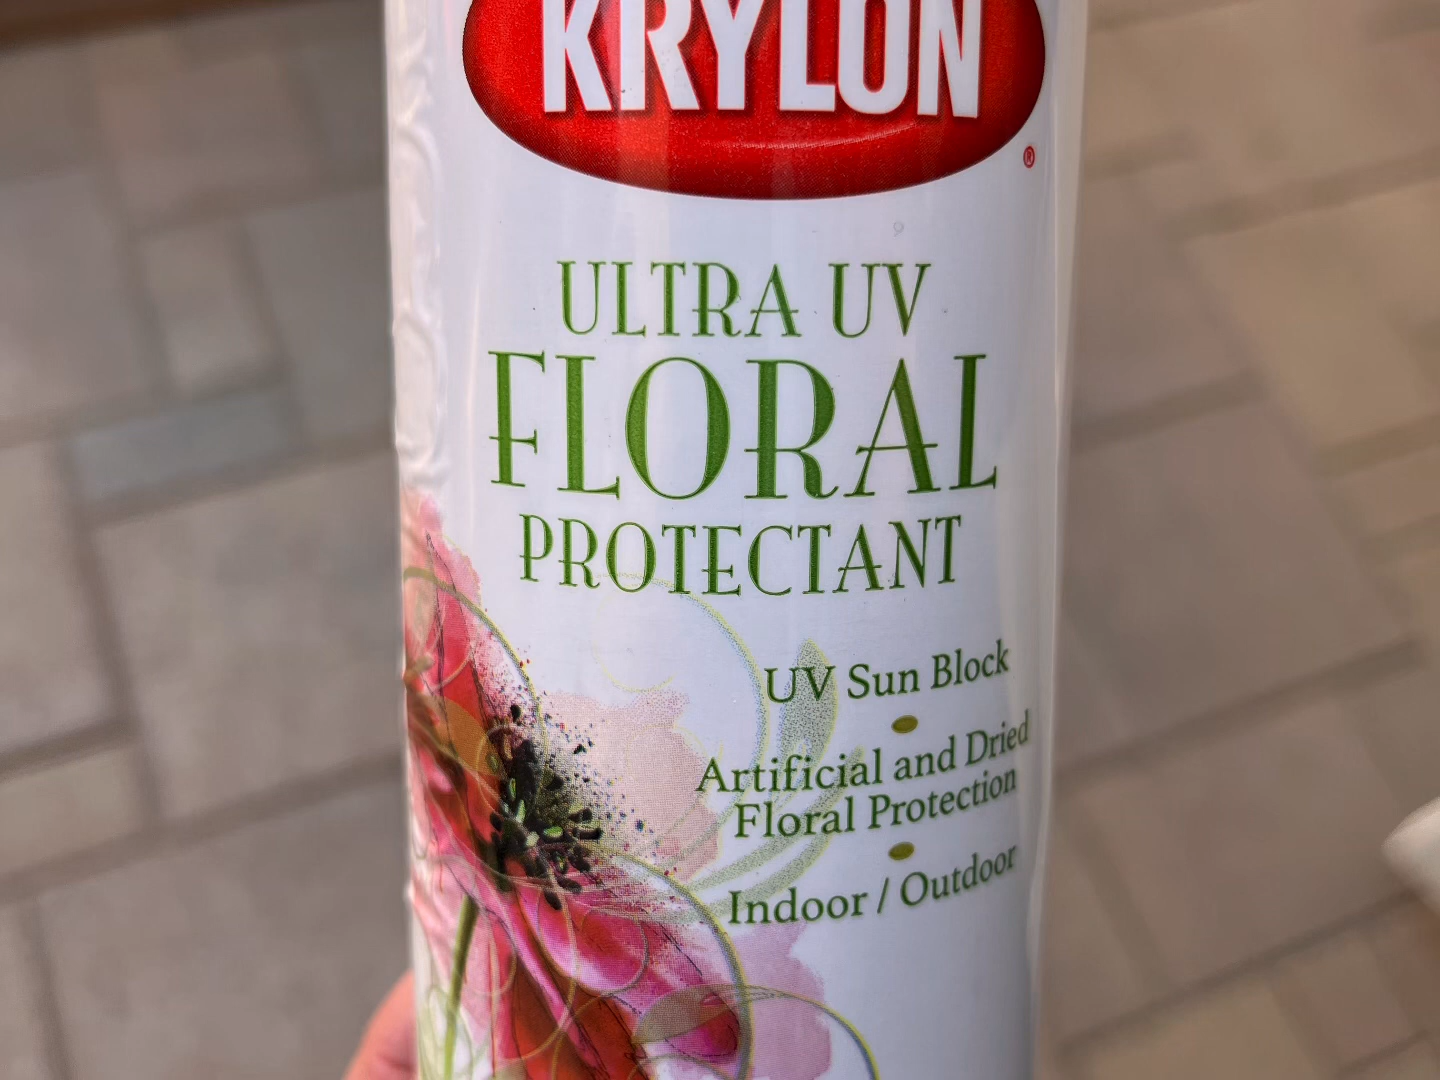 KRYLON
®
ULTRA UV
FLORAL
PROTECTANT
UV Sun Block
Artificial and Dried
Floral Protection
Indoor / Outdoor